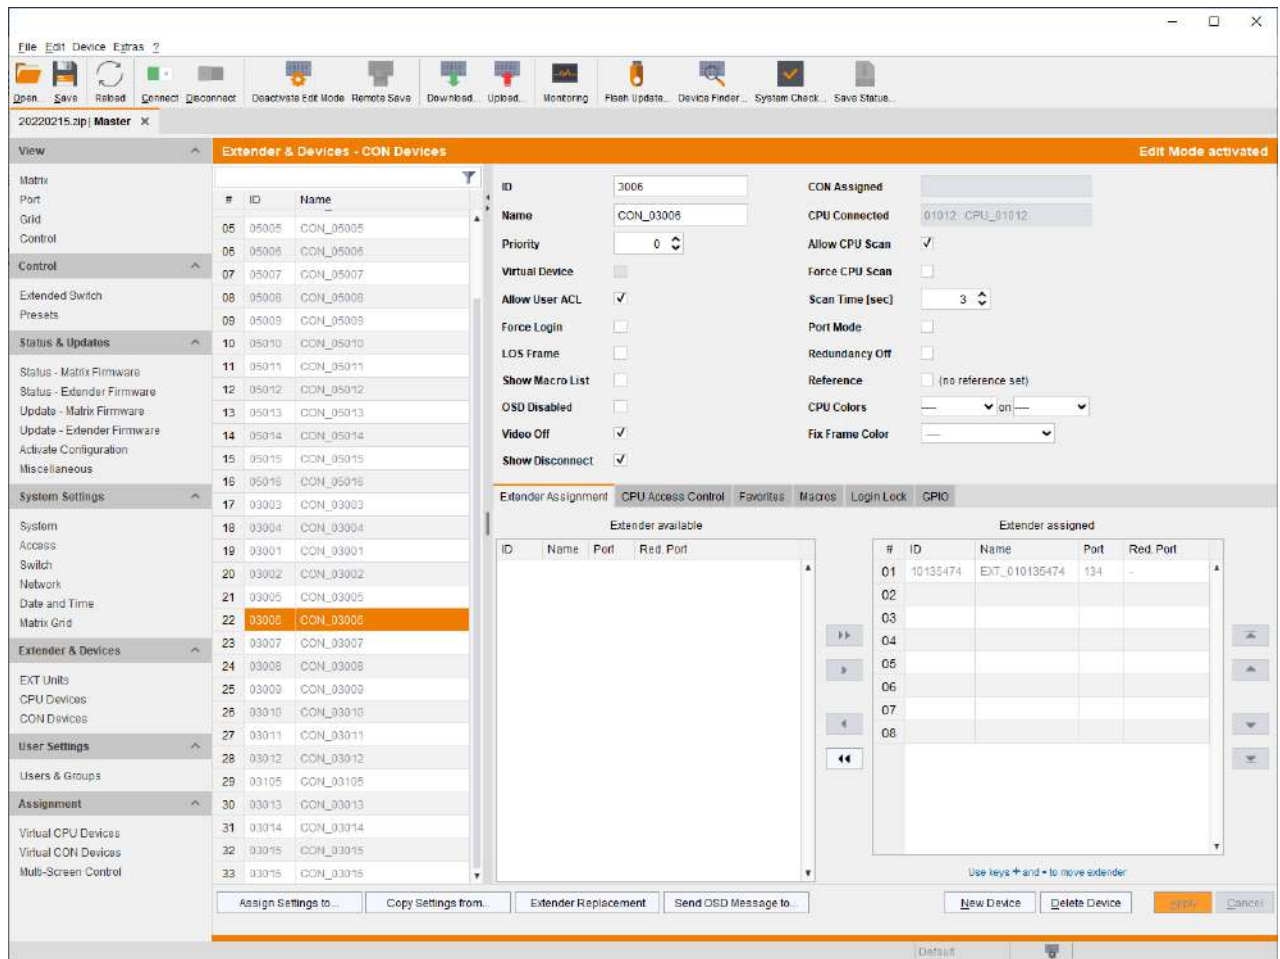 File Edit Device Extras ?
Open... Save Reload Connect Disconnect Deactivate Edit Mode Remote Save Download... Upload... Monitoring Flash Update... Device Finder... System Check... Save Status...
20220215.zip| Master ×
View
Matrix
Port
Grid
Control
Control
Extended Switch
Presets
Status & Updates
Status - Matrix Firmware
Status - Extender Firmware
Update - Matrix Firmware
Update - Extender Firmware
Activate Configuration
Miscellaneous
System Settings
System
Access
Switch
Network
Date and Time
Matrix Grid
Extender & Devices
EXT Units
CPU Devices
CON Devices
User Settings
Users & Groups
Assignment
Virtual CPU Devices
Virtual CON Devices
Multi-Screen Control
Extender & Devices - CON Devices Edit Mode activated
# ID Name
05 05005 CON_05005
06 05006 CON_05006
07 05007 CON_05007
08 05008 CON_05008
09 05009 CON_05009
10 05010 CON_05010
11 05011 CON_05011
12 05012 CON_05012
13 05013 CON_05013
14 05014 CON_05014
15 05015 CON_05015
16 05016 CON_05016
17 03003 CON_03003
18 03004 CON_03004
19 03001 CON_03001
20 03002 CON_03002
21 03005 CON_03005
22 03006 CON_03006
23 03007 CON_03007
24 03008 CON_03008
25 03009 CON_03009
26 03010 CON_03010
27 03011 CON_03011
28 03012 CON_03012
29 03105 CON_03105
30 03013 CON_03013
31 03014 CON_03014
32 03015 CON_03015
33 03016 CON_03016
ID 3006
Name CON_03006
Priority 0
Virtual Device
Allow User ACL
Force Login
LOS Frame
Show Macro List
OSD Disabled
Video Off
Show Disconnect
CON Assigned
CPU Connected 01012 CPU_01012
Allow CPU Scan
Force CPU Scan
Scan Time [sec] 3
Port Mode
Redundancy Off
Reference (no reference set)
CPU Colors ---- on ----
Fix Frame Color ----
Extender Assignment CPU Access Control Favorites Macros Login Lock GPIO
Extender available
ID Name Port Red. Port
Extender assigned
# ID Name Port Red. Port
01 10135474 EXT_010135474 134 -
02
03
04
05
06
07
08
Use keys + and - to move extender
Assign Settings to... Copy Settings from... Extender Replacement Send OSD Message to... New Device Delete Device Apply Cancel
Default